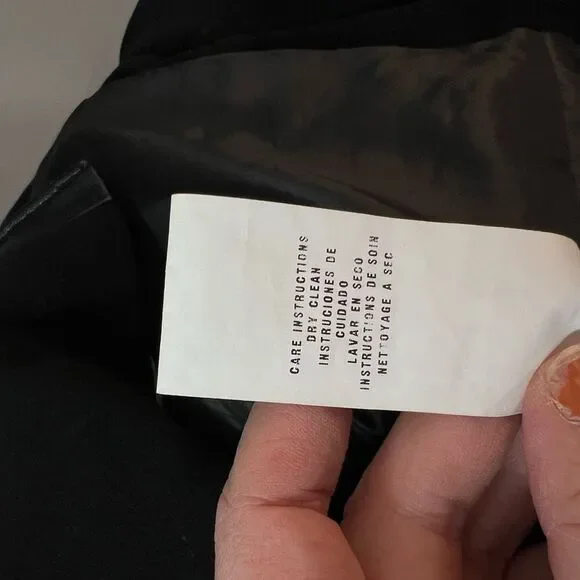 CARE INSTRUCTIONS
DRY CLEAN
INSTRUCIONES DE
CUIDADO
LAVAR EN SECO
INSTRUCTIONS DE SOIN
NETTOYAGE A SEC